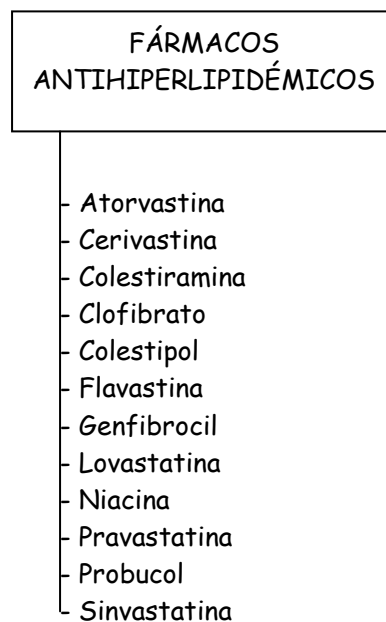 FÁRMACOS
ANTIHIPERLIPIDÉMICOS
- Atorvastina
- Cerivastina
- Colestiramina
- Clofibrato
- Colestipol
- Flavastina
- Genfibrocil
- Lovastatina
- Niacina
- Pravastatina
- Probucol
- Sinvastatina